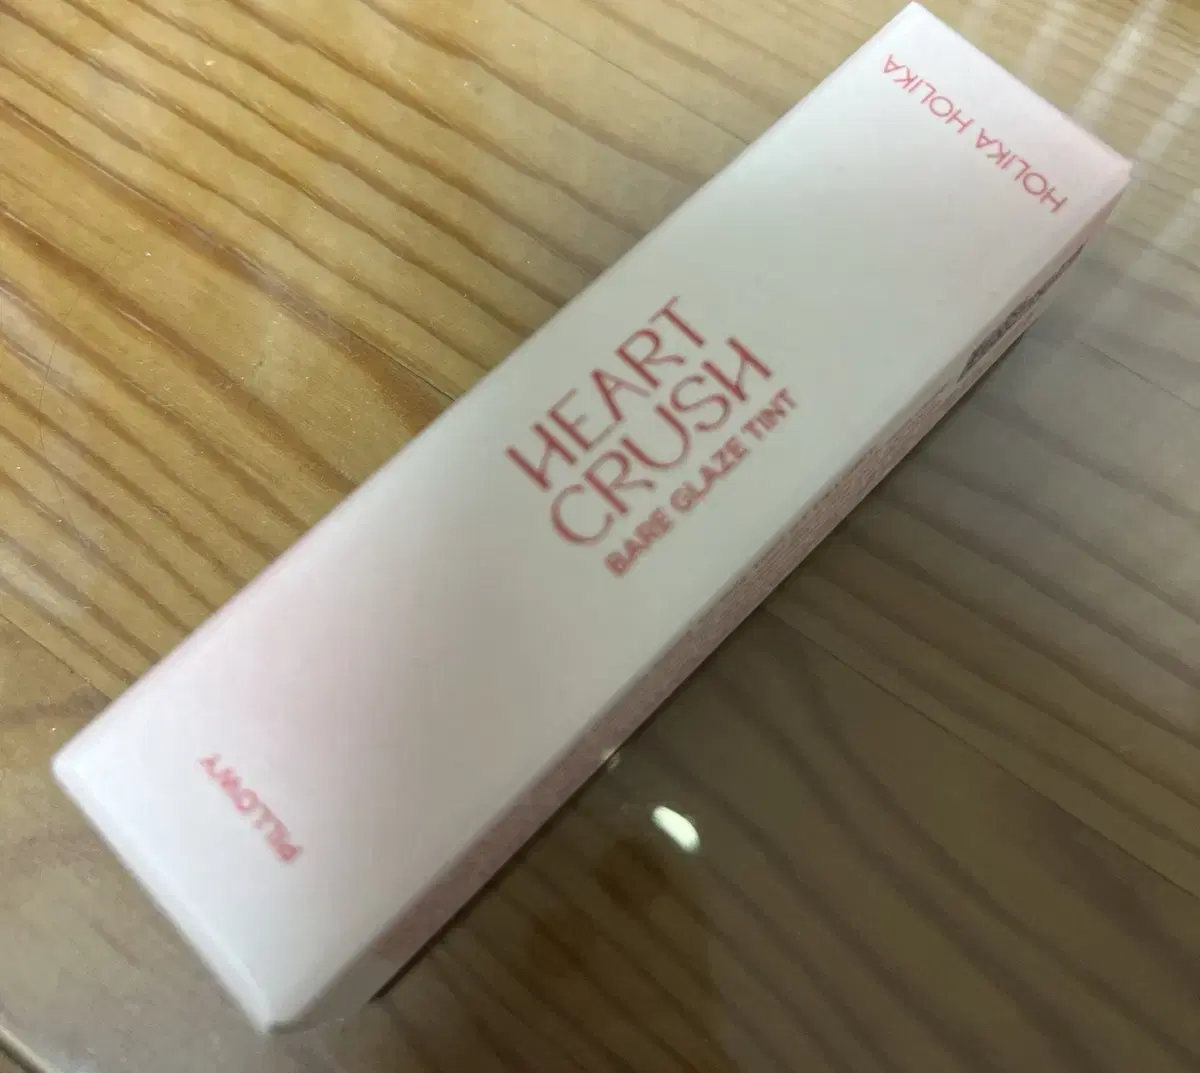 HOLIKA HOLIKA
HEART
CRUSH
BARE GLAZE TINT
PILLOWY